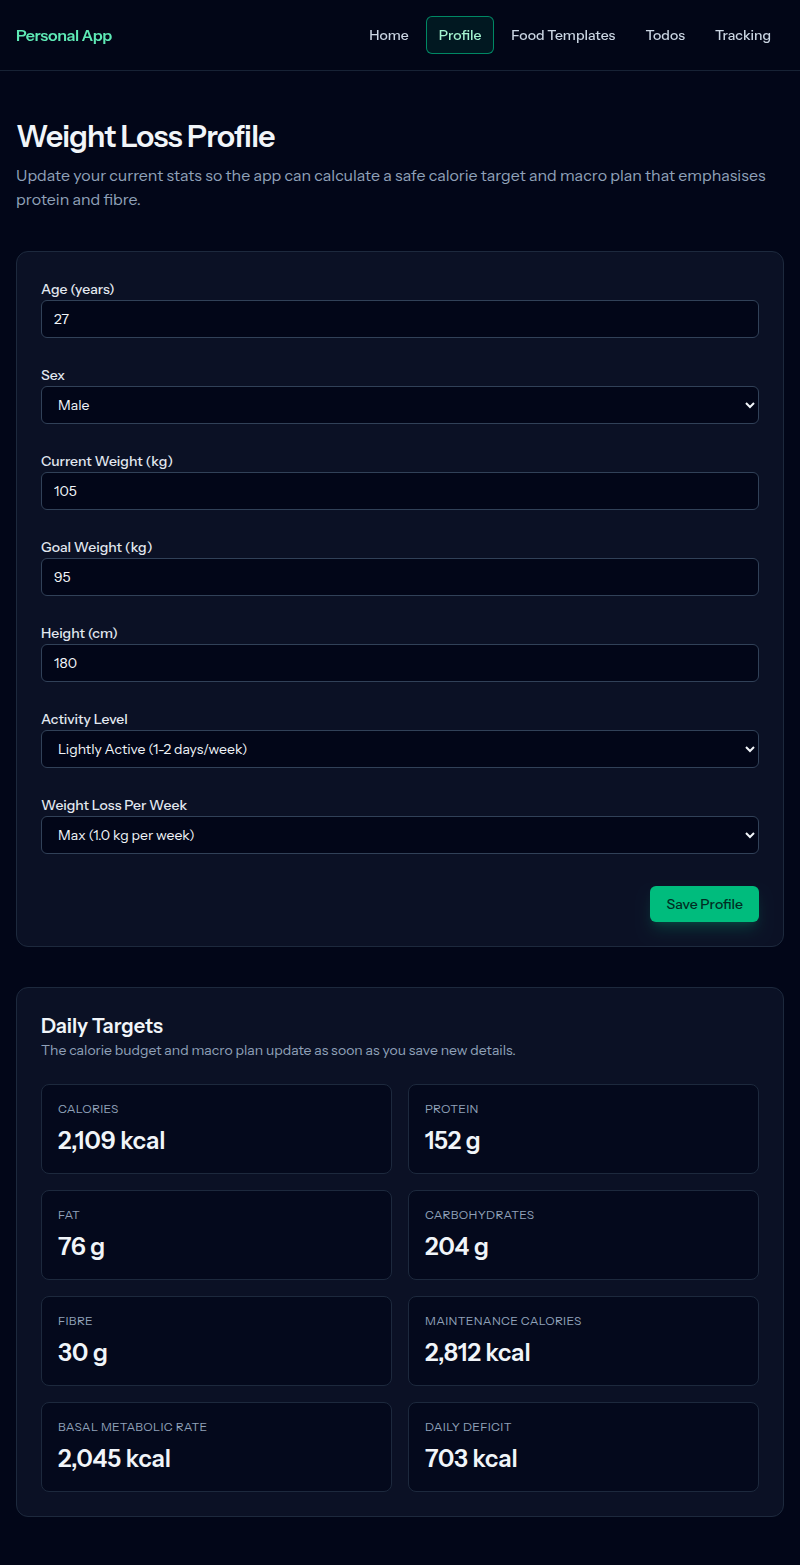 Personal App
Home
Profile
Food Templates
Todos
Tracking
Weight Loss Profile
Update your current stats so the app can calculate a safe calorie target and macro plan that emphasises
protein and fibre.
Age (years)
27
Sex
Male
Current Weight (kg)
105
Goal Weight (kg)
95
Height (cm)
180
Activity Level
Lightly Active (1-2 days/week)
Weight Loss Per Week
Max (1.0 kg per week)
Save Profile
Daily Targets
The calorie budget and macro plan update as soon as you save new details.
CALORIES
2,109 kcal
PROTEIN
152 g
FAT
76 g
CARBOHYDRATES
204 g
FIBRE
30 g
MAINTENANCE CALORIES
2,812 kcal
BASAL METABOLIC RATE
2,045 kcal
DAILY DEFICIT
703 kcal